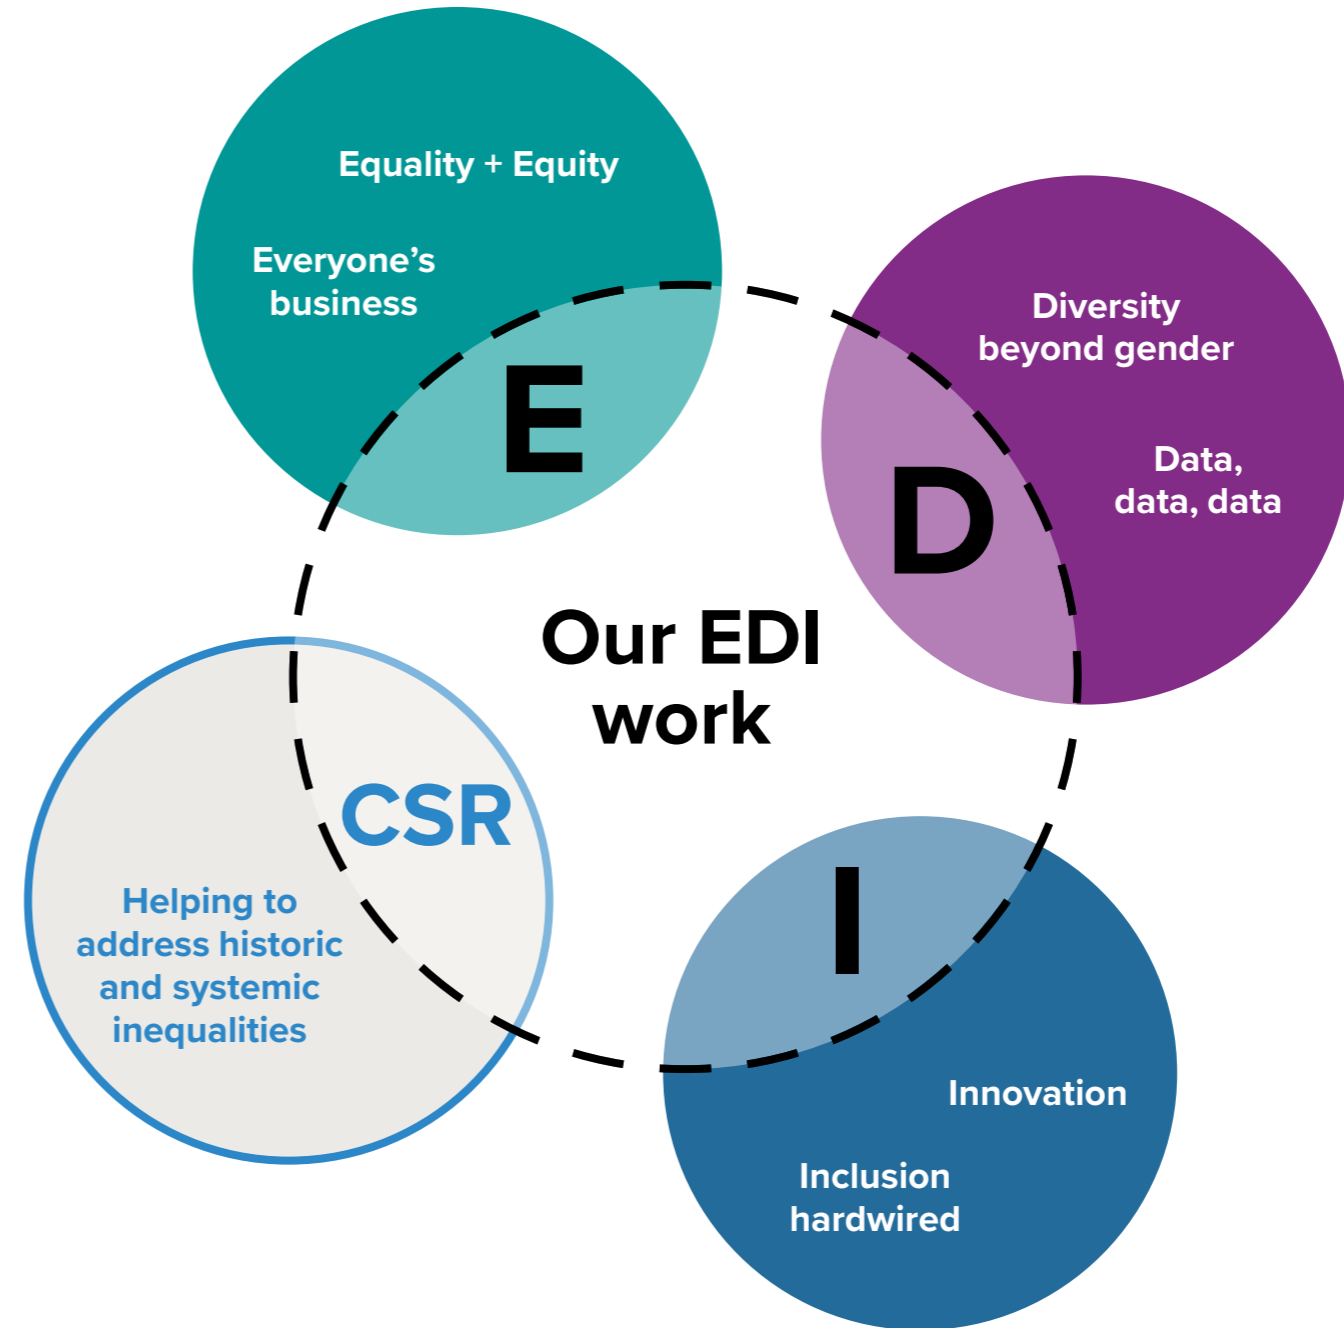 Equality + Equity
Everyone’s
business
E
Diversity
beyond gender
Data,
data, data
D
Our EDI
work
CSR
Helping to
address historic
and systemic
inequalities
I
Innovation
Inclusion
hardwired